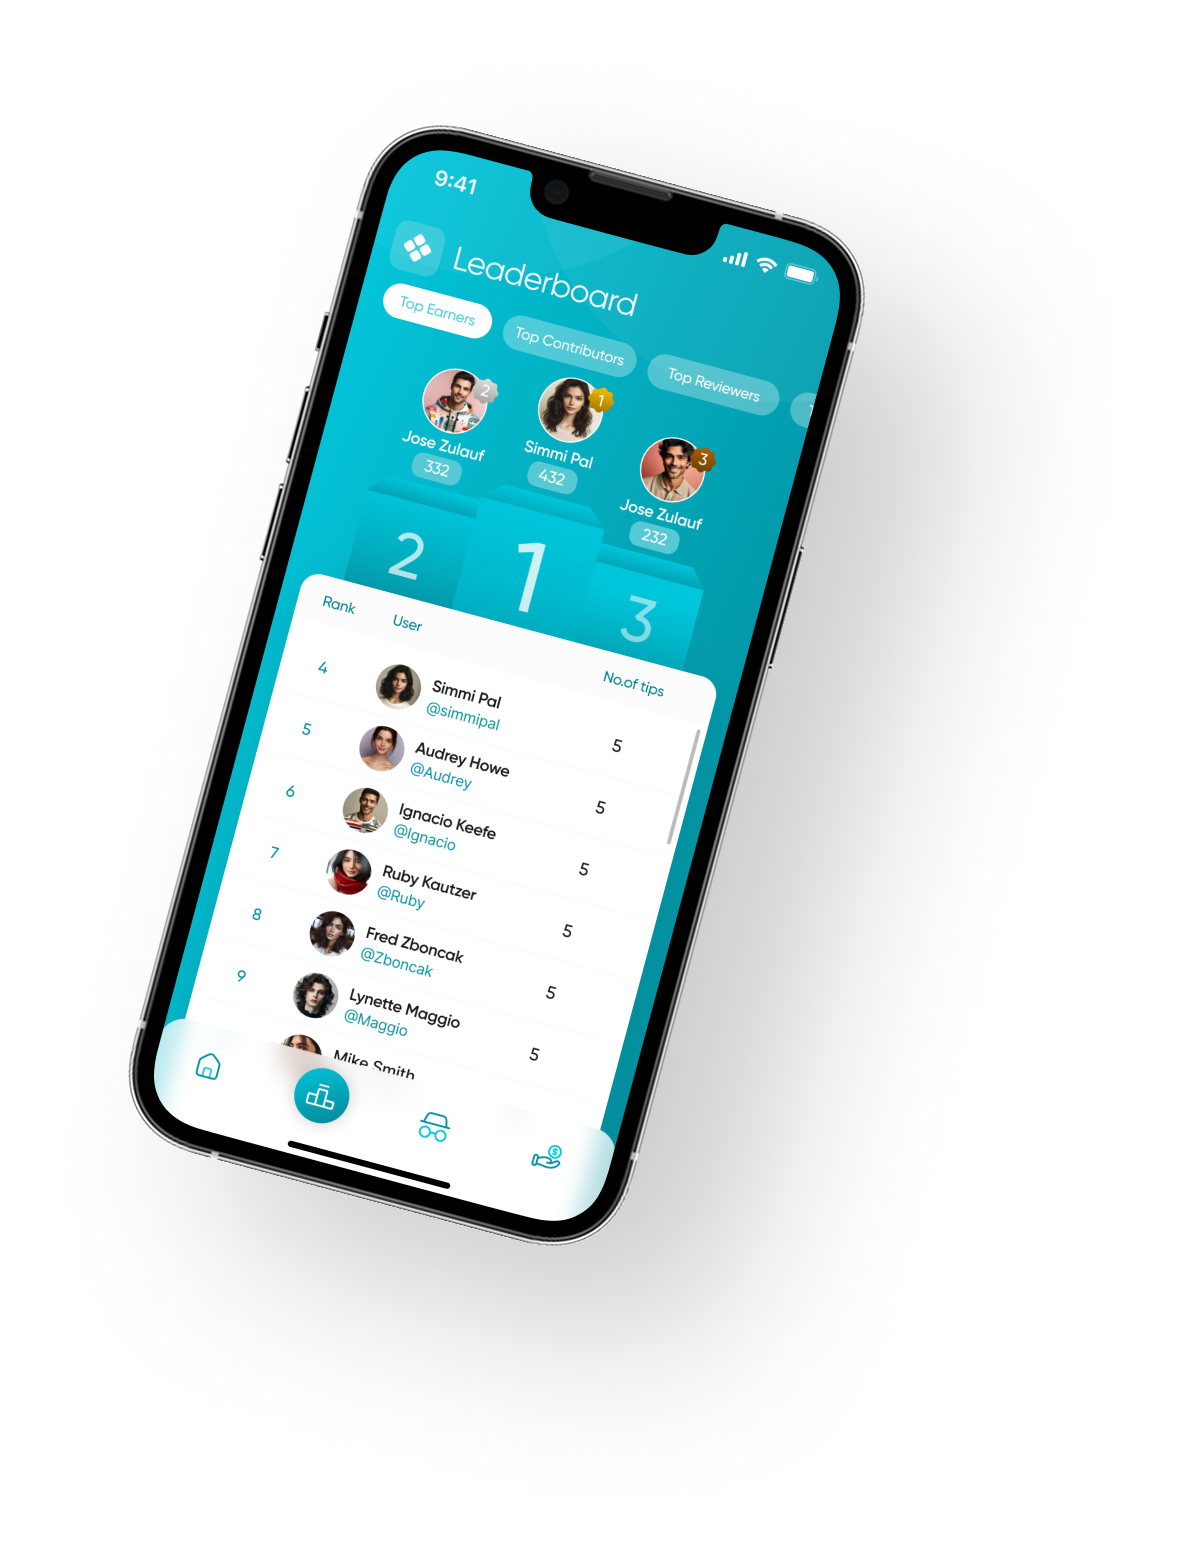 9:41
Leaderboard
Top Earners
Top Contributors
Top Reviewers
2
1
3
Jose Zulauf
Simmi Pal
Jose Zulauf
332
432
232
2
1
3
Rank
User
No.of tips
4
Simmi Pal
@simmipal
5
5
Audrey Howe
@Audrey
5
6
Ignacio Keefe
@Ignacio
5
7
Ruby Kautzer
@Ruby
5
8
Fred Zboncak
@Zboncak
5
9
Lynette Maggio
@Maggio
5
Mike Smith
$